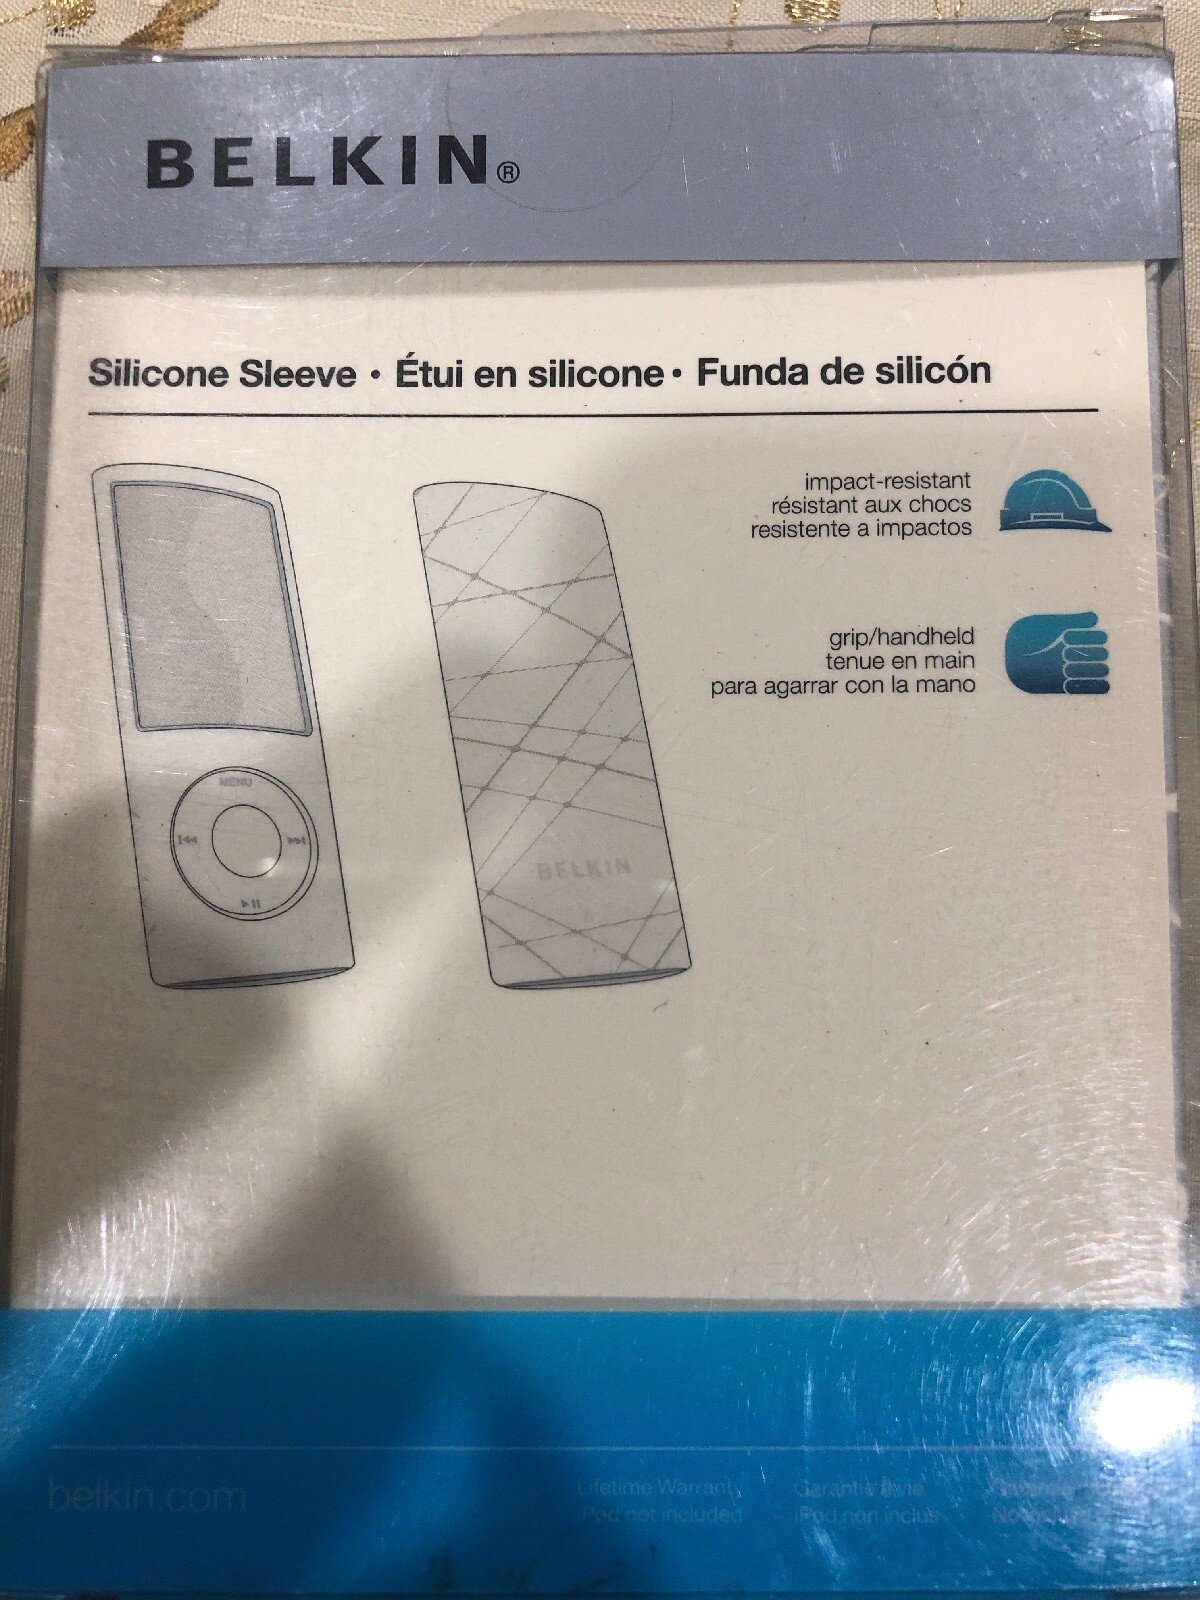 BELKIN®
Silicone Sleeve • Étui en silicone • Funda de silicón
impact-resistant
résistant aux chocs
resistente a impactos
grip/handheld
tenue en main
para agarrar con la mano
MENU
BELKIN
belkin.com
Lifetime Warranty
iPod not included
Garantie à vie
iPod non inclus